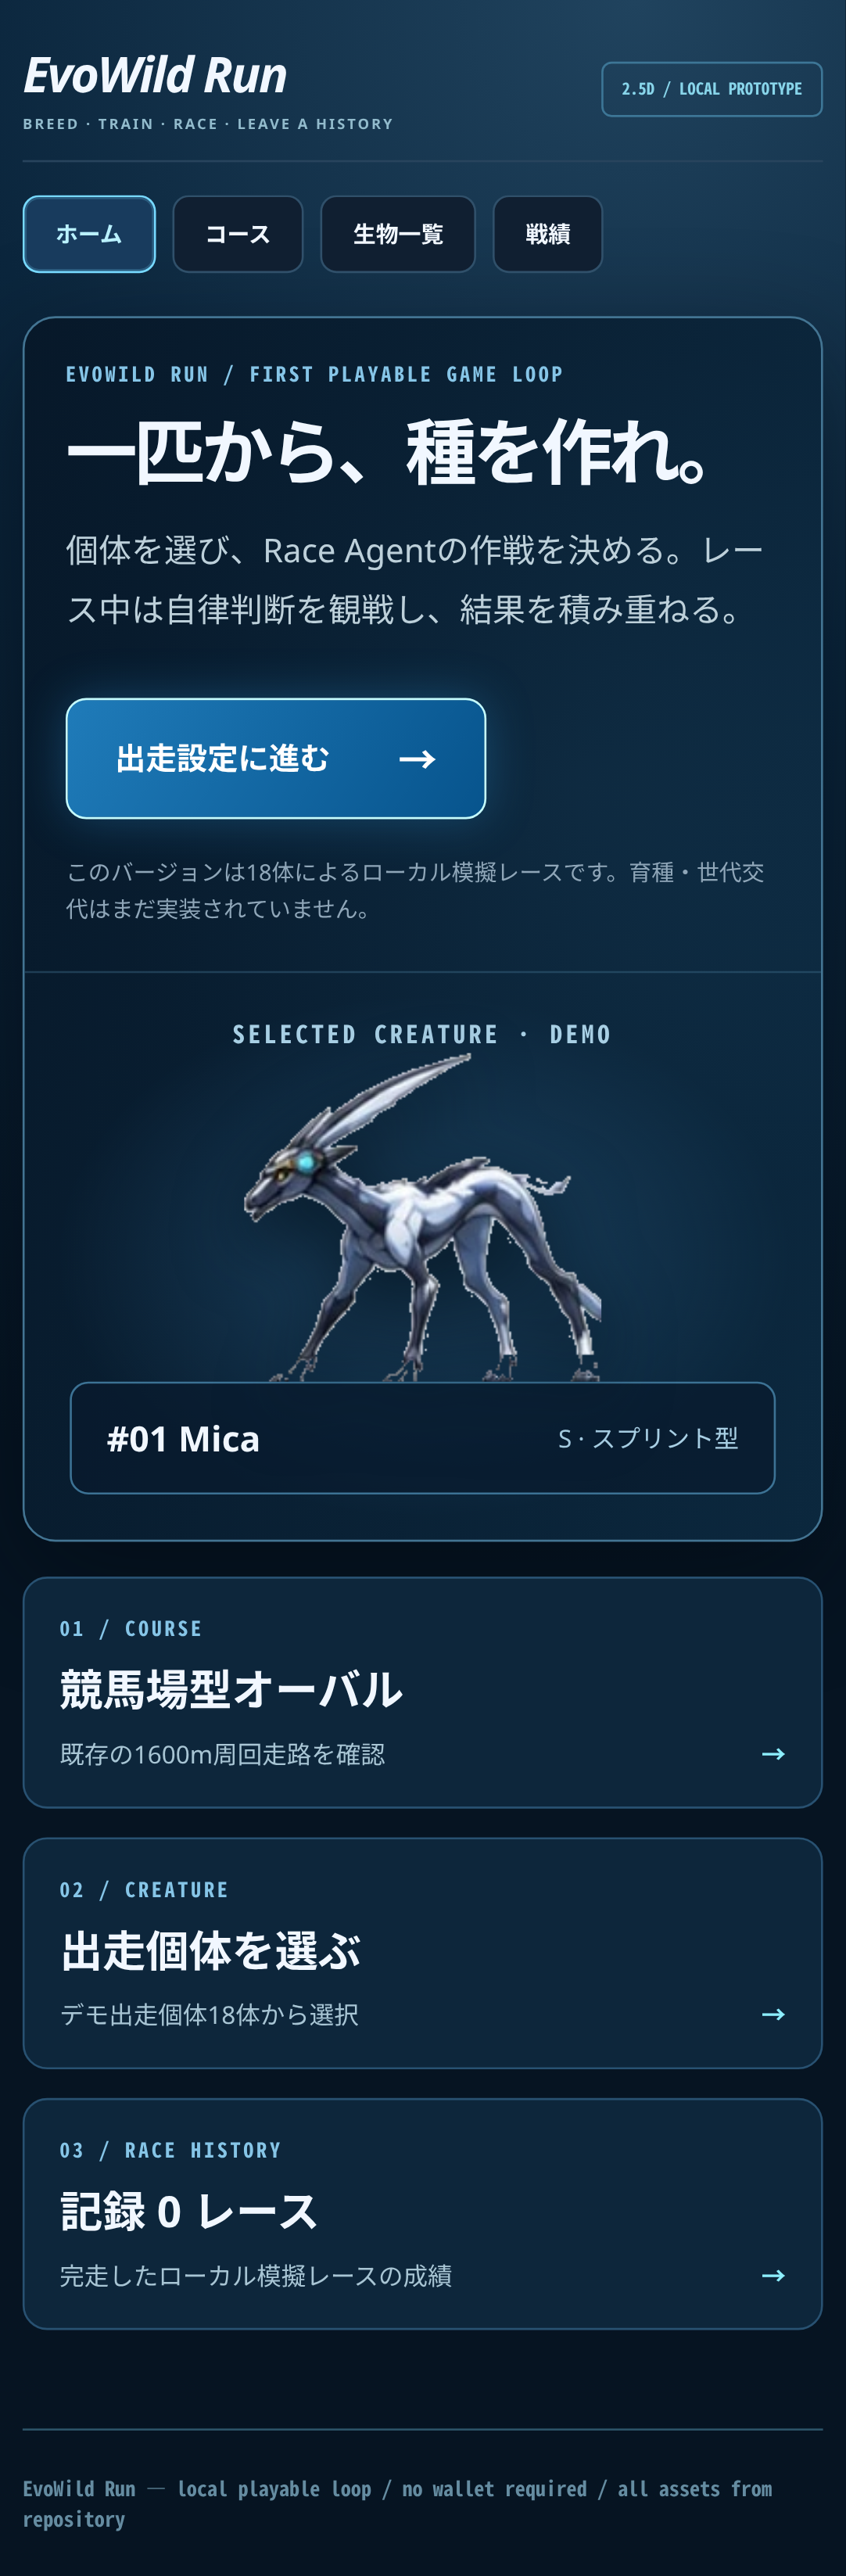 EvoWild Run
BREED · TRAIN · RACE · LEAVE A HISTORY
2.5D / LOCAL PROTOTYPE
ホーム
コース
生物一覧
戦績
EVOWILD RUN / FIRST PLAYABLE GAME LOOP
一匹から、種を作れ。
個体を選び、Race Agentの作戦を決める。レー
ス中は自律判断を観戦し、結果を積み重ねる。
出走設定に進む →
このバージョンは18体によるローカル模擬レースです。育種・世代交
代はまだ実装されていません。
SELECTED CREATURE · DEMO
#01 Mica
S · スプリント型
01 / COURSE
競馬場型オーバル
既存の1600m周回走路を確認 →
02 / CREATURE
出走個体を選ぶ
デモ出走個体18体から選択 →
03 / RACE HISTORY
記録 0 レース
完走したローカル模擬レースの成績 →
EvoWild Run — local playable loop / no wallet required / all assets from
repository